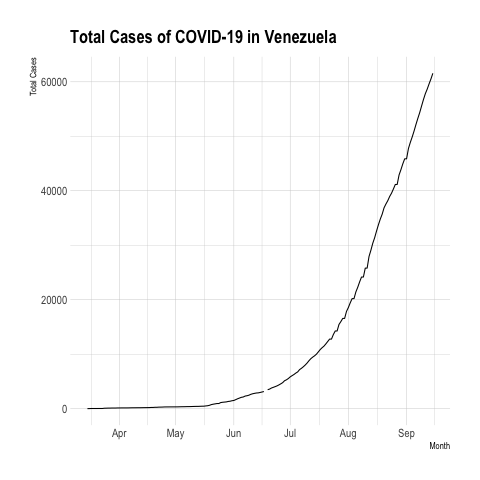 Total Cases of COVID-19 in Venezuela
Total Cases
60000
40000
20000
0
Apr May Jun Jul Aug Sep
Month